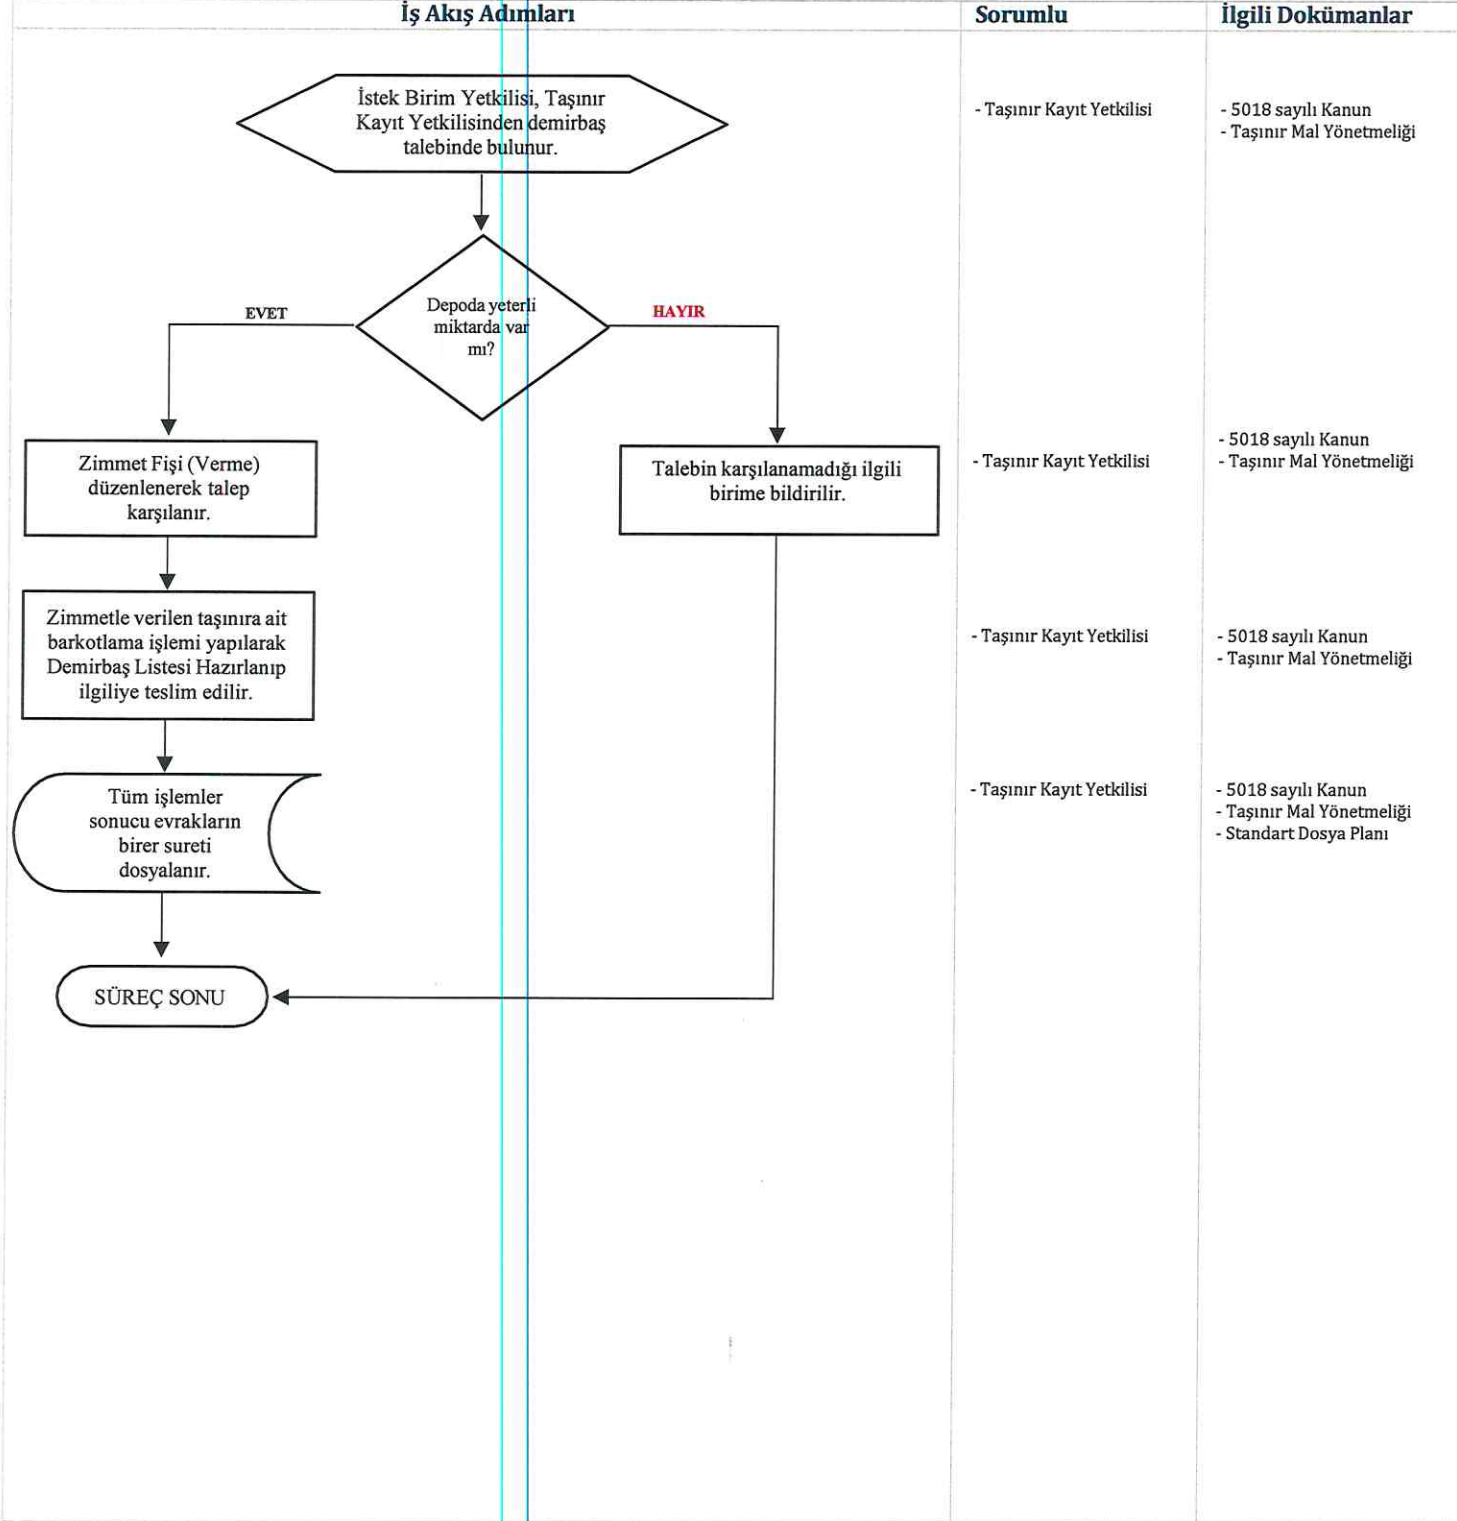 İş Akış Adımları
Sorumlu
İlgili Dokümanlar
İstek Birim Yetkilisi, Taşınır
Kayıt Yetkilisinden demirbaş
talebinde bulunur.
- Taşınır Kayıt Yetkilisi
- 5018 sayılı Kanun
- Taşınır Mal Yönetmeliği
Depoda yeterli
miktarda var
mı?
EVET
HAYIR
Zimmet Fişi (Verme)
düzenlenerek talep
karşılanır.
Talebin karşılanamadığı ilgili
birime bildirilir.
- Taşınır Kayıt Yetkilisi
- 5018 sayılı Kanun
- Taşınır Mal Yönetmeliği
Zimmetle verilen taşınıra ait
barkotlama işlemi yapılarak
Demirbaş Listesi Hazırlanıp
ilgiliye teslim edilir.
- Taşınır Kayıt Yetkilisi
- 5018 sayılı Kanun
- Taşınır Mal Yönetmeliği
Tüm işlemler
sonucu evrakların
birer sureti
dosyalanır.
- Taşınır Kayıt Yetkilisi
- 5018 sayılı Kanun
- Taşınır Mal Yönetmeliği
- Standart Dosya Planı
SÜREÇ SONU